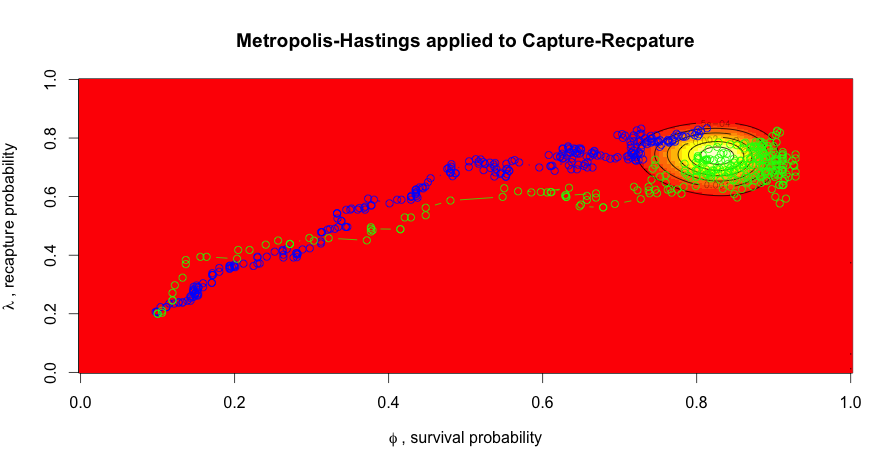 Metropolis-Hastings applied to Capture-Recpature
λ , recapture probability
1.0
0.8
0.6
0.4
0.2
0.0
0.0 0.2 0.4 0.6 0.8 1.0
ϕ , survival probability